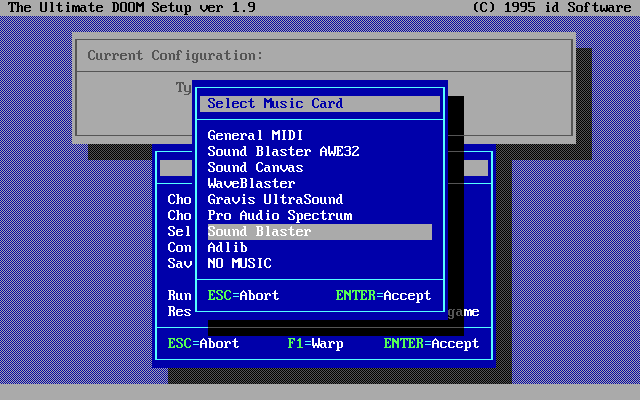 The Ultimate DOOM Setup ver 1.9 (C) 1995 id Software
Current Configuration:
Ty
Select Music Card
General MIDI
Sound Blaster AWE32
Sound Canvas
WaveBlaster
Cho Gravis UltraSound
Cho Pro Audio Spectrum
Sel Sound Blaster
Con Adlib
Sav NO MUSIC
Run ESC=Abort ENTER=Accept
Res game
ESC=Abort F1=Warp ENTER=Accept